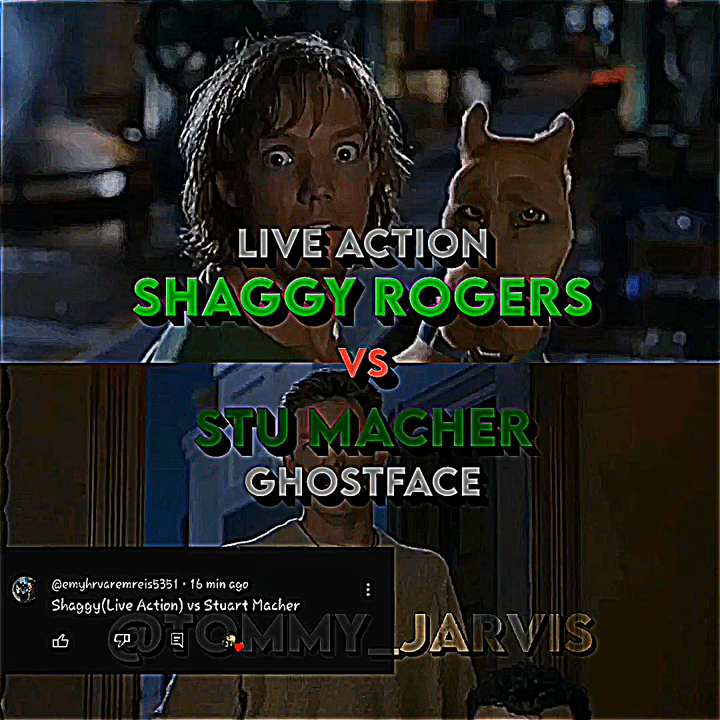 LIVE ACTION
SHAGGY ROGERS
VS
STU MACHER
GHOSTFACE
@emyhrvaremreis5351 • 16 min ago
Shaggy(Live Action) vs Stuart Macher
@TOMMY_JARVIS